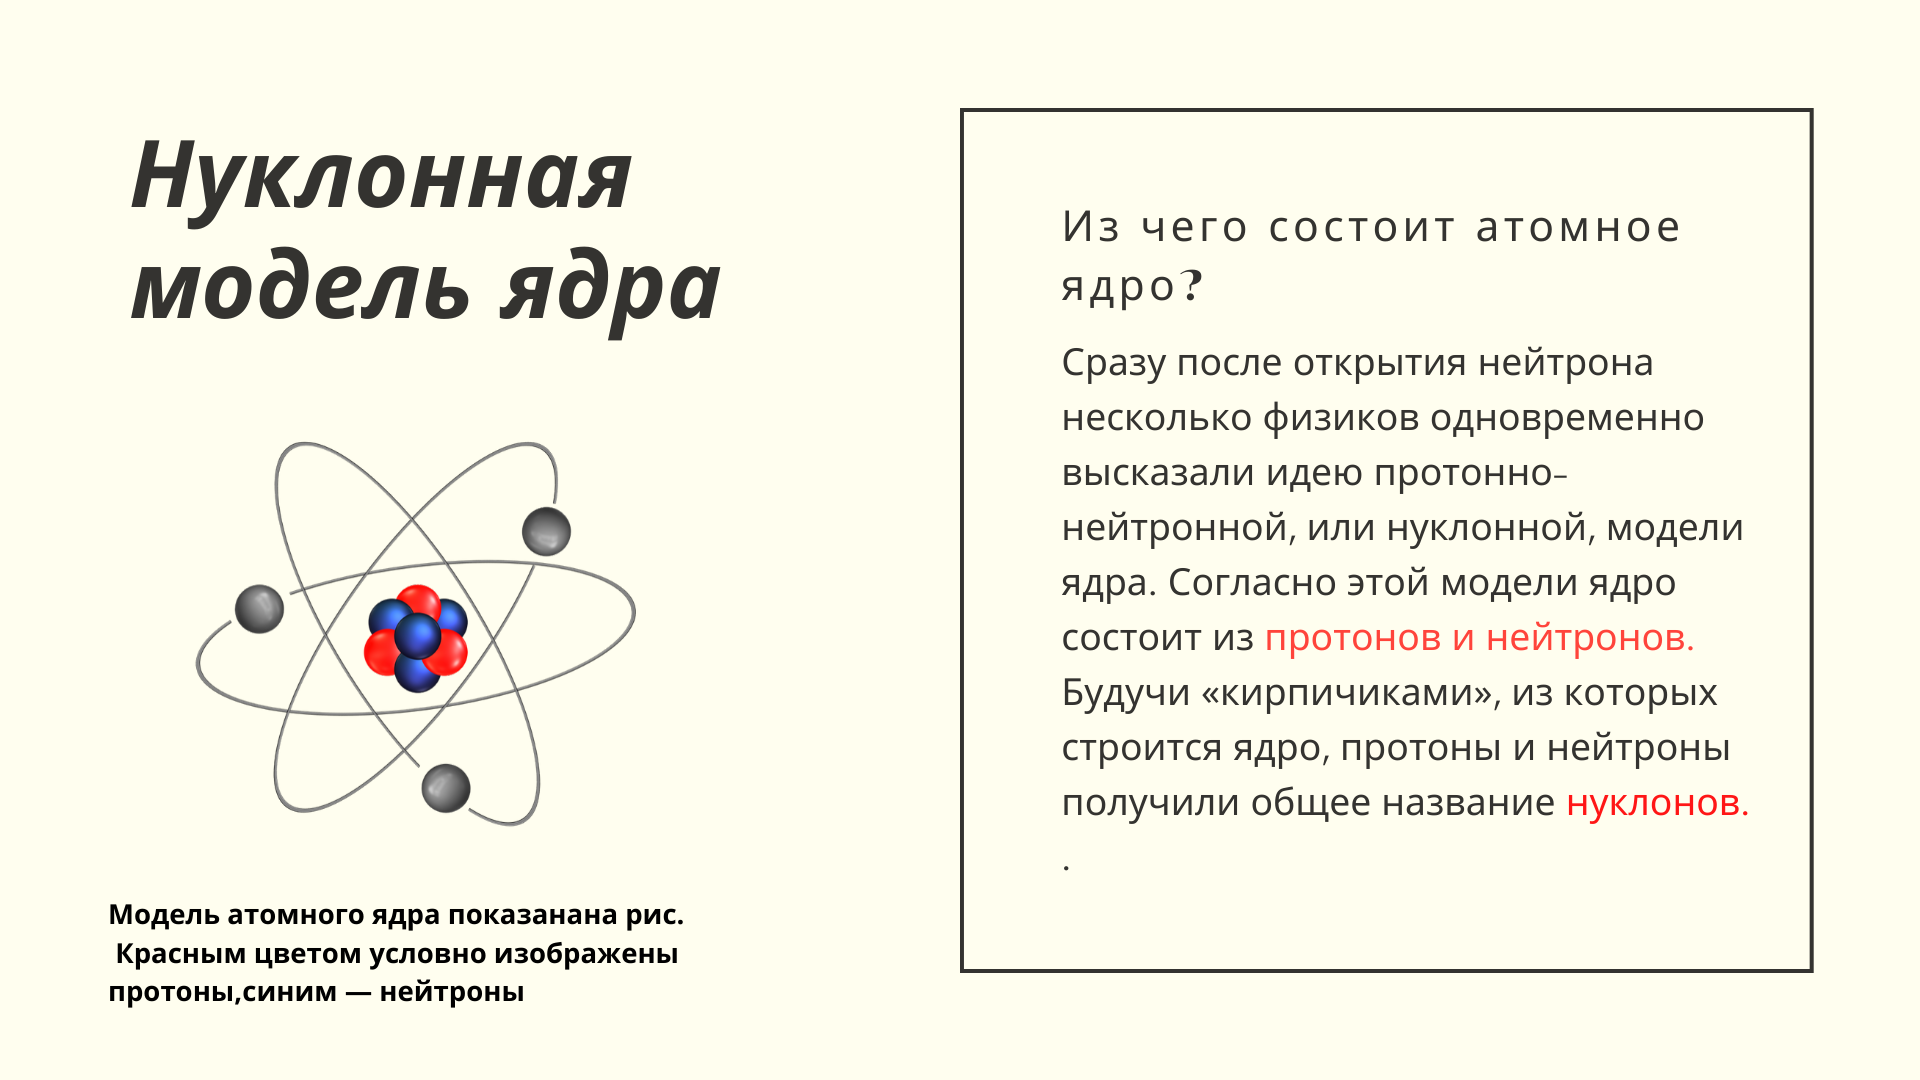 Нуклонная
модель ядра
Модель атомного ядра показанана рис.
Красным цветом условно изображены
протоны,синим — нейтроны
Из чего состоит атомное
ядро?
Сразу после открытия нейтрона
несколько физиков одновременно
высказали идею протонно–
нейтронной, или нуклонной, модели
ядра. Согласно этой модели ядро
состоит из протонов и нейтронов.
Будучи «кирпичиками», из которых
строится ядро, протоны и нейтроны
получили общее название нуклонов.
.